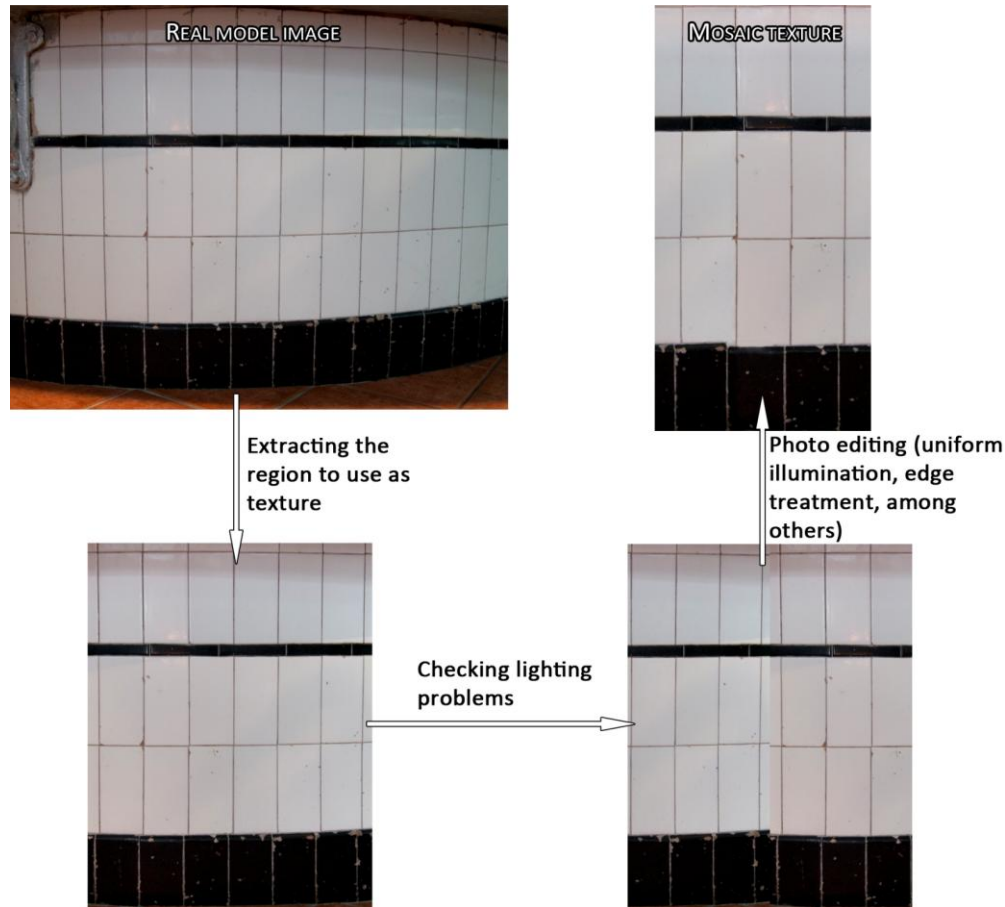 REAL MODEL IMAGE
MOSAIC TEXTURE
Extracting the
region to use as
texture
Photo editing (uniform
illumination, edge
treatment, among
others)
Checking lighting
problems